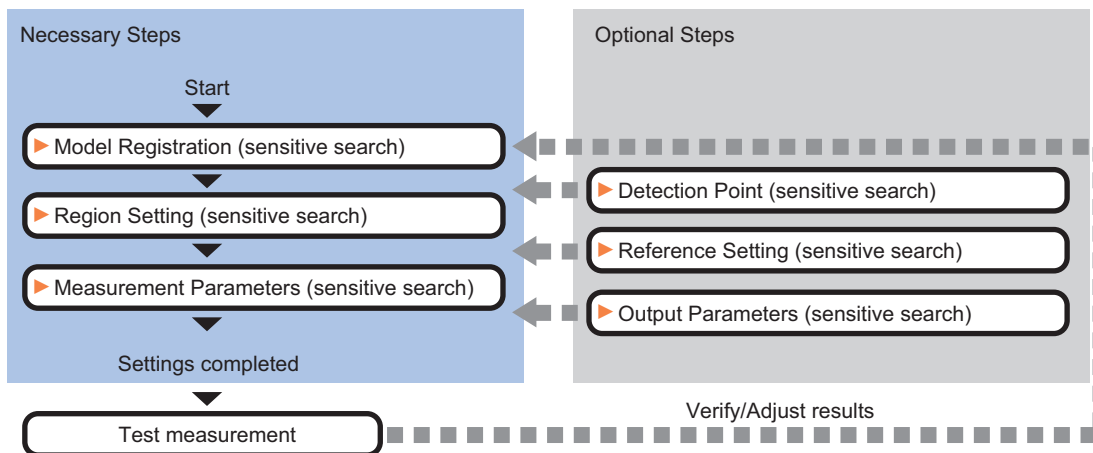 Necessary Steps
Start
Model Registration (sensitive search)
Region Setting (sensitive search)
Measurement Parameters (sensitive search)
Settings completed
Test measurement
Optional Steps
Detection Point (sensitive search)
Reference Setting (sensitive search)
Output Parameters (sensitive search)
Verify/Adjust results